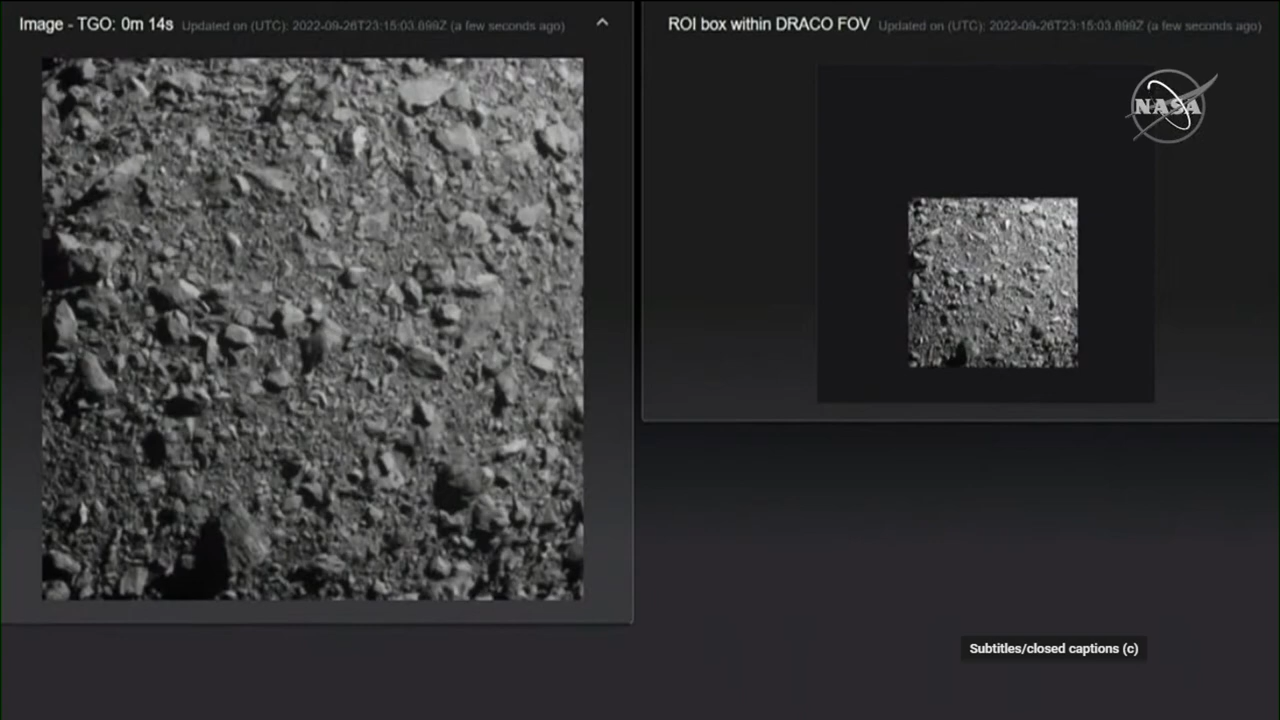 Image - TGO: 0m 14s Updated on (UTC): 2022-09-26T23:15:03.899Z (a few seconds ago)
ROI box within DRACO FOV Updated on (UTC): 2022-09-26T23:15:03.899Z (a few seconds ago)
NASA
Subtitles/closed captions (c)